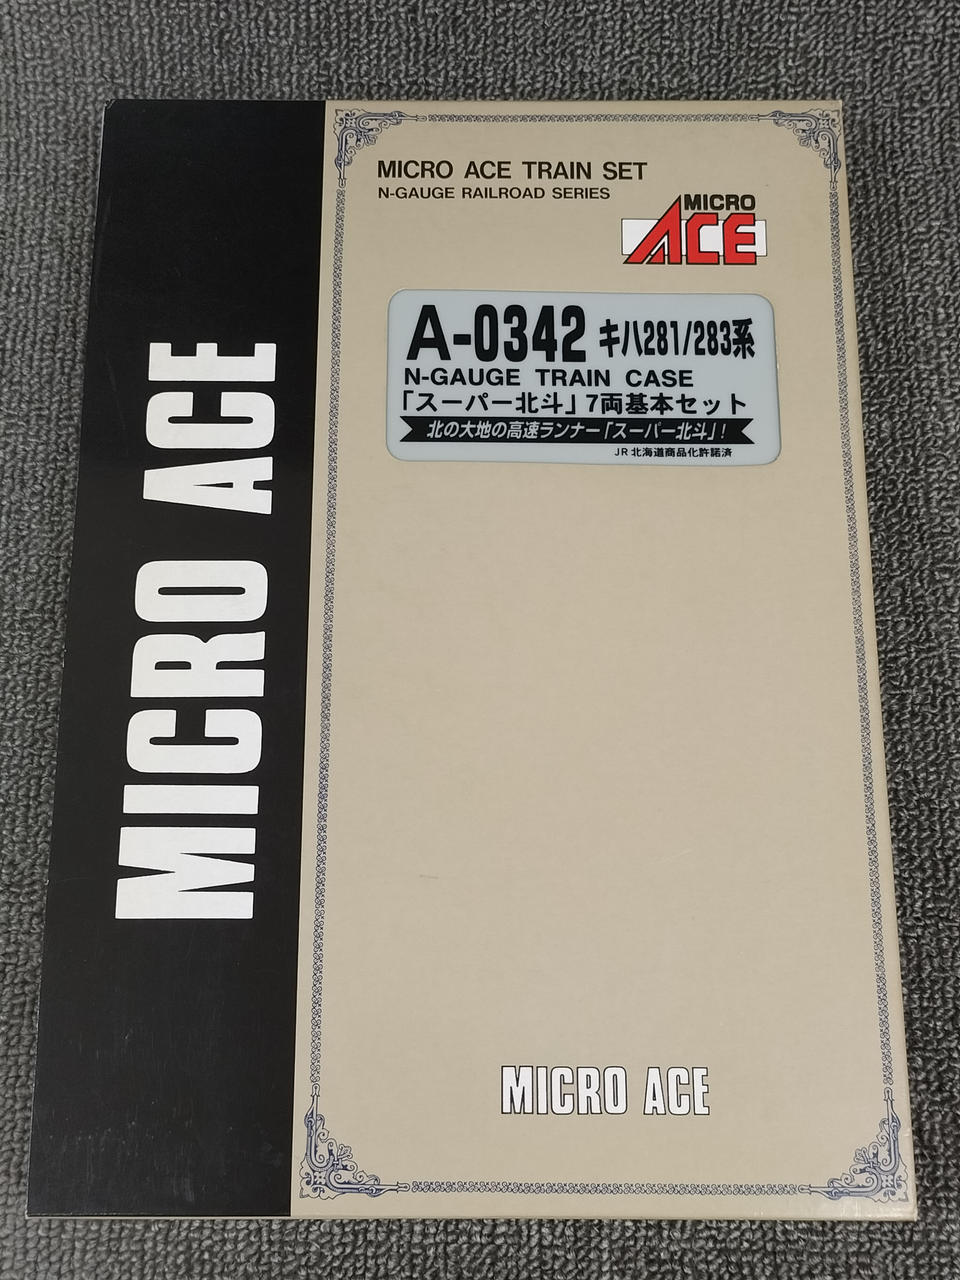 MICRO ACE
MICRO ACE TRAIN SET
N-GAUGE RAILROAD SERIES
MICRO
ACE
A-0342 キハ281/283系
N-GAUGE TRAIN CASE
「スーパー北斗」7両基本セット
北の大地の高速ランナー「スーパー北斗」!
JR北海道商品化許諾済
MICRO ACE